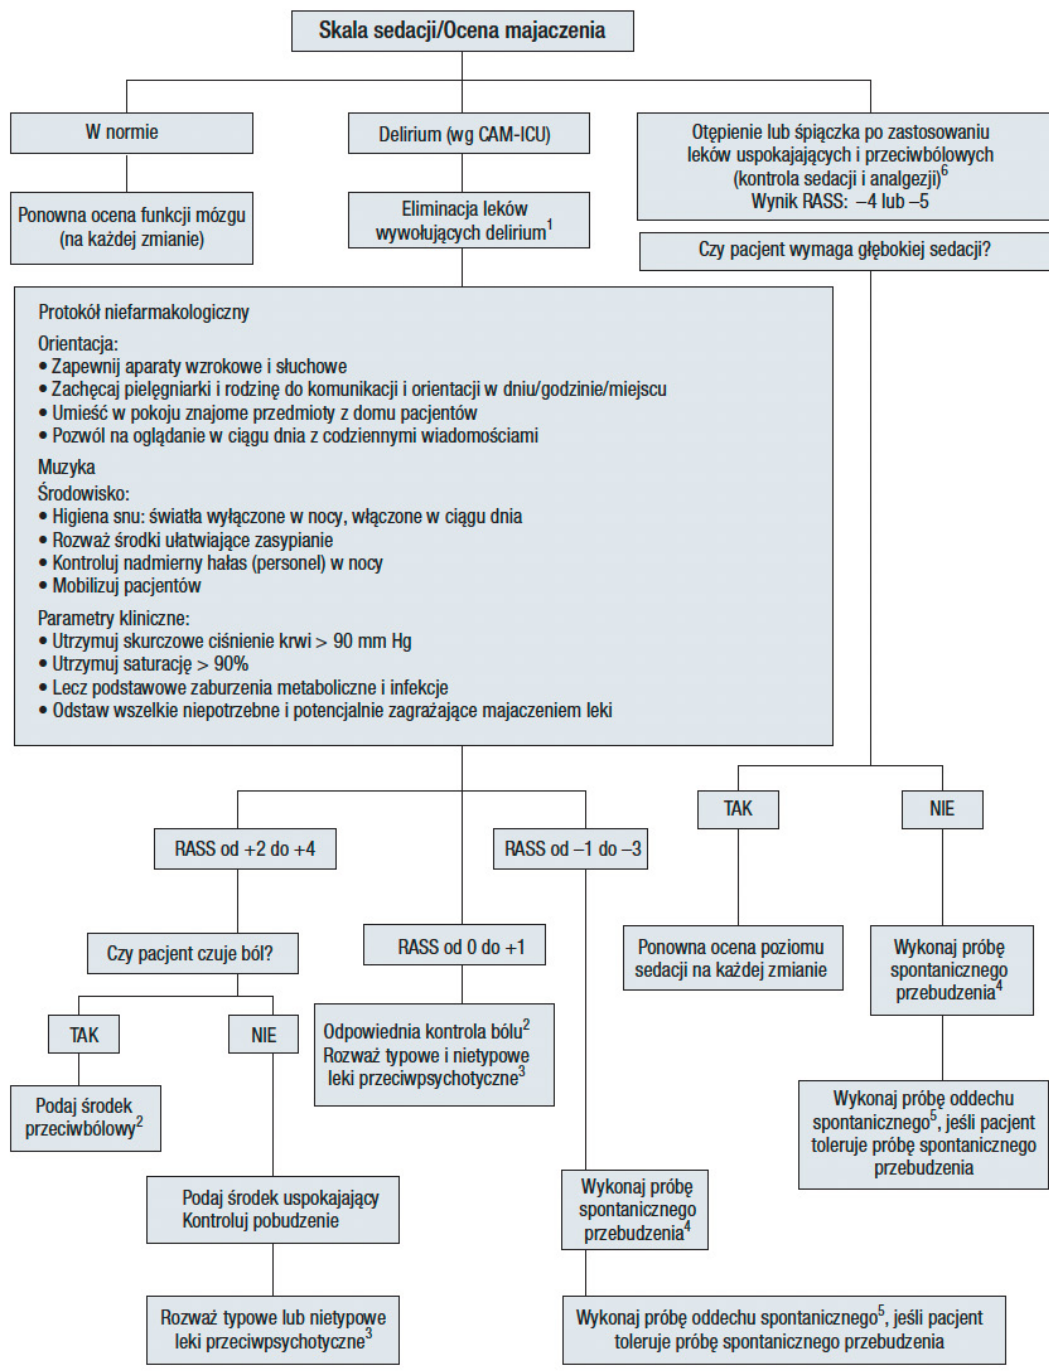 Skala sedacji/Ocena majaczenia
W normie
Delirium (wg CAM-ICU)
Otępienie lub śpiączka po zastosowaniu
leków uspokajających i przeciwbólowych
(kontrola sedacji i analgezji)⁶
Wynik RASS: –4 lub –5
Ponowna ocena funkcji mózgu
(na każdej zmianie)
Eliminacja leków
wywołujących delirium¹
Czy pacjent wymaga głębokiej sedacji?
Protokół niefarmakologiczny
Orientacja:
• Zapewnij aparaty wzrokowe i słuchowe
• Zachęcaj pielęgniarki i rodzinę do komunikacji i orientacji w dniu/godzinie/miejscu
• Umieść w pokoju znajome przedmioty z domu pacjentów
• Pozwól na oglądanie w ciągu dnia z codziennymi wiadomościami
Muzyka
Środowisko:
• Higiena snu: światła wyłączone w nocy, włączone w ciągu dnia
• Rozważ środki ułatwiające zasypianie
• Kontroluj nadmierny hałas (personel) w nocy
• Mobilizuj pacjentów
Parametry kliniczne:
• Utrzymuj skurczowe ciśnienie krwi > 90 mm Hg
• Utrzymuj saturację > 90%
• Lecz podstawowe zaburzenia metaboliczne i infekcje
• Odstaw wszelkie niepotrzebne i potencjalnie zagrażające majaczeniem leki
TAK
NIE
RASS od +2 do +4
RASS od –1 do –3
Czy pacjent czuje ból?
RASS od 0 do +1
Ponowna ocena poziomu
sedacji na każdej zmianie
Wykonaj próbę
spontanicznego
przebudzenia⁴
TAK
NIE
Odpowiednia kontrola bólu²
Rozważ typowe i nietypowe
leki przeciwpsychotyczne³
Podaj środek
przeciwbólowy²
Wykonaj próbę oddechu
spontanicznego⁵, jeśli pacjent
toleruje próbę spontanicznego
przebudzenia
Podaj środek uspokajający
Kontroluj pobudzenie
Wykonaj próbę
spontanicznego
przebudzenia⁴
Rozważ typowe lub nietypowe
leki przeciwpsychotyczne³
Wykonaj próbę oddechu spontanicznego⁵, jeśli pacjent
toleruje próbę spontanicznego przebudzenia